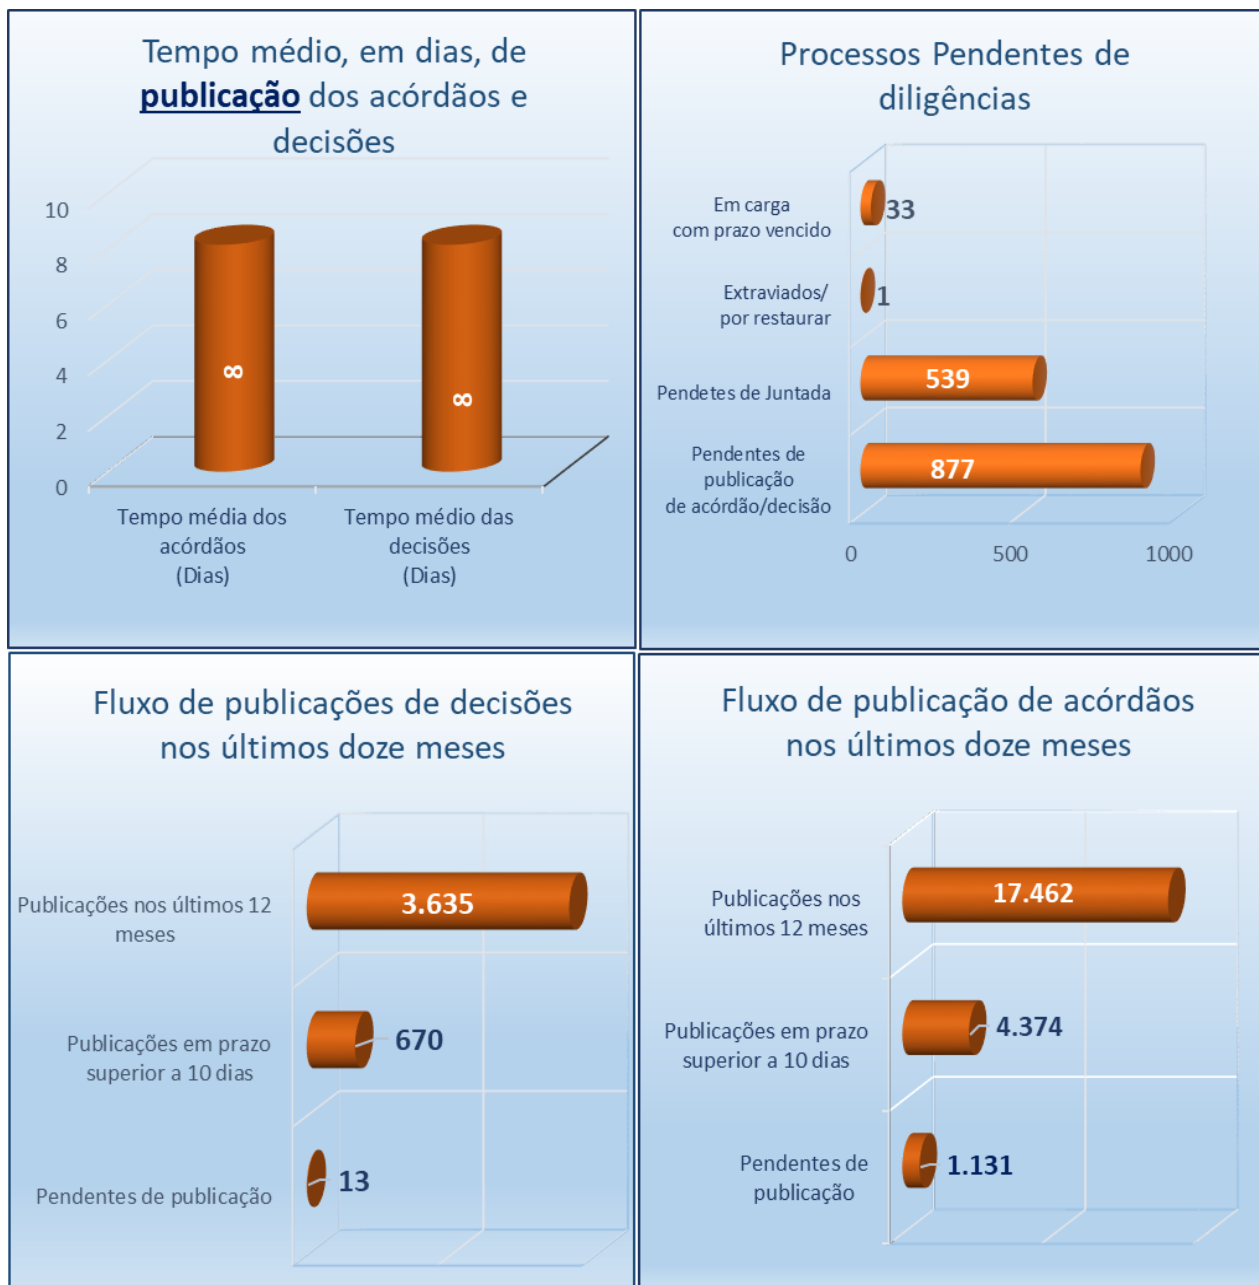 Tempo médio, em dias, de
publicação dos acórdãos e
decisões
10
8
6
4
2
0
8
8
Tempo média dos
acórdãos
(Dias)
Tempo médio das
decisões
(Dias)
Processos Pendentes de
diligências
Em carga
com prazo vencido
33
Extraviados/
por restaurar
1
Pendetes de Juntada
539
Pendentes de
publicação
de acórdão/decisão
877
0
500
1000
Fluxo de publicações de decisões
nos últimos doze meses
Publicações nos últimos 12
meses
3.635
Publicações em prazo
superior a 10 dias
670
Pendentes de publicação
13
Fluxo de publicação de acórdãos
nos últimos doze meses
Publicações nos
últimos 12 meses
17.462
Publicações em prazo
superior a 10 dias
4.374
Pendentes de
publicação
1.131